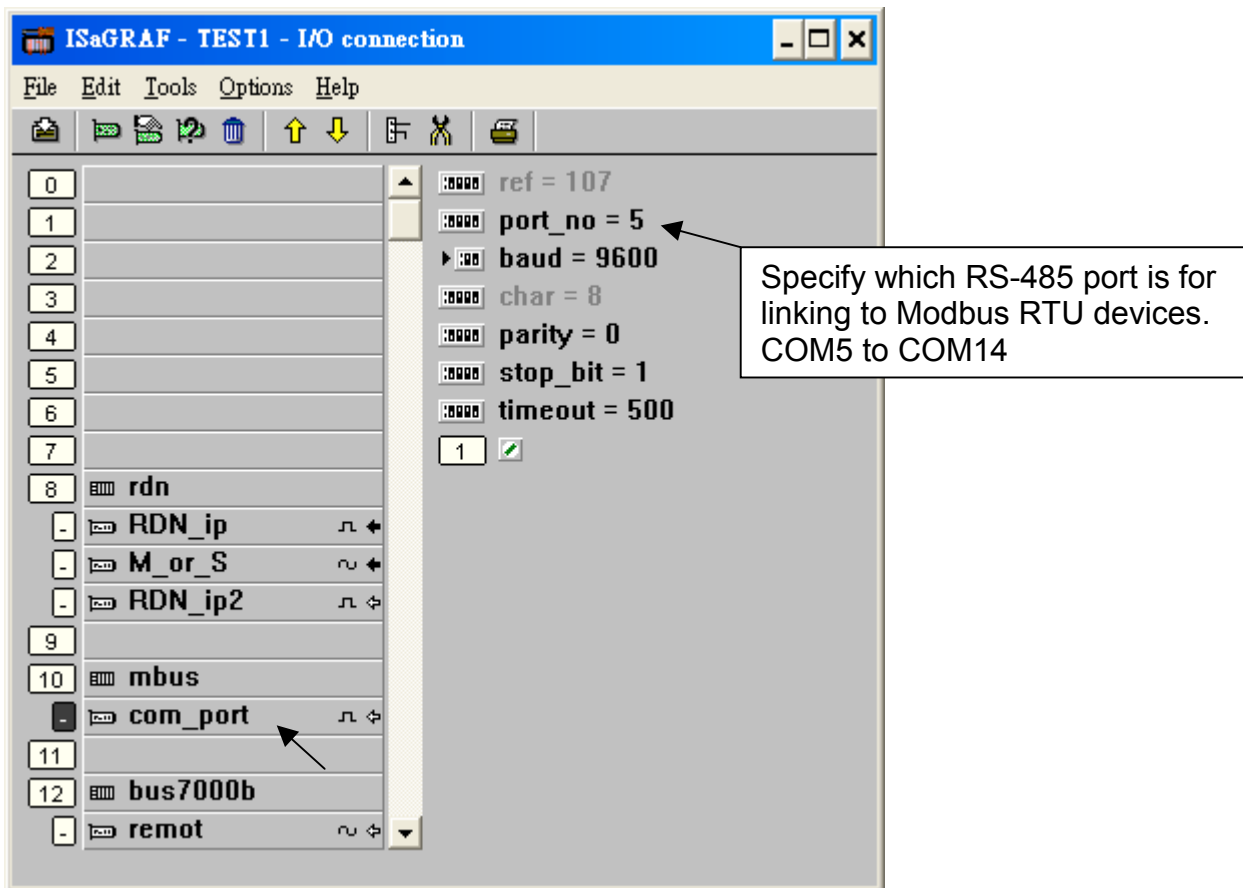 ISaGRAF - TEST1 - I/O connection
File Edit Tools Options Help
0
1
2
3
4
5
6
7
8 rdn
- RDN_ip
- M_or_S
- RDN_ip2
9
10 mbus
- com_port
11
12 bus7000b
- remot
ref = 107
port_no = 5
baud = 9600
char = 8
parity = 0
stop_bit = 1
timeout = 500
1
Specify which RS-485 port is for
linking to Modbus RTU devices.
COM5 to COM14